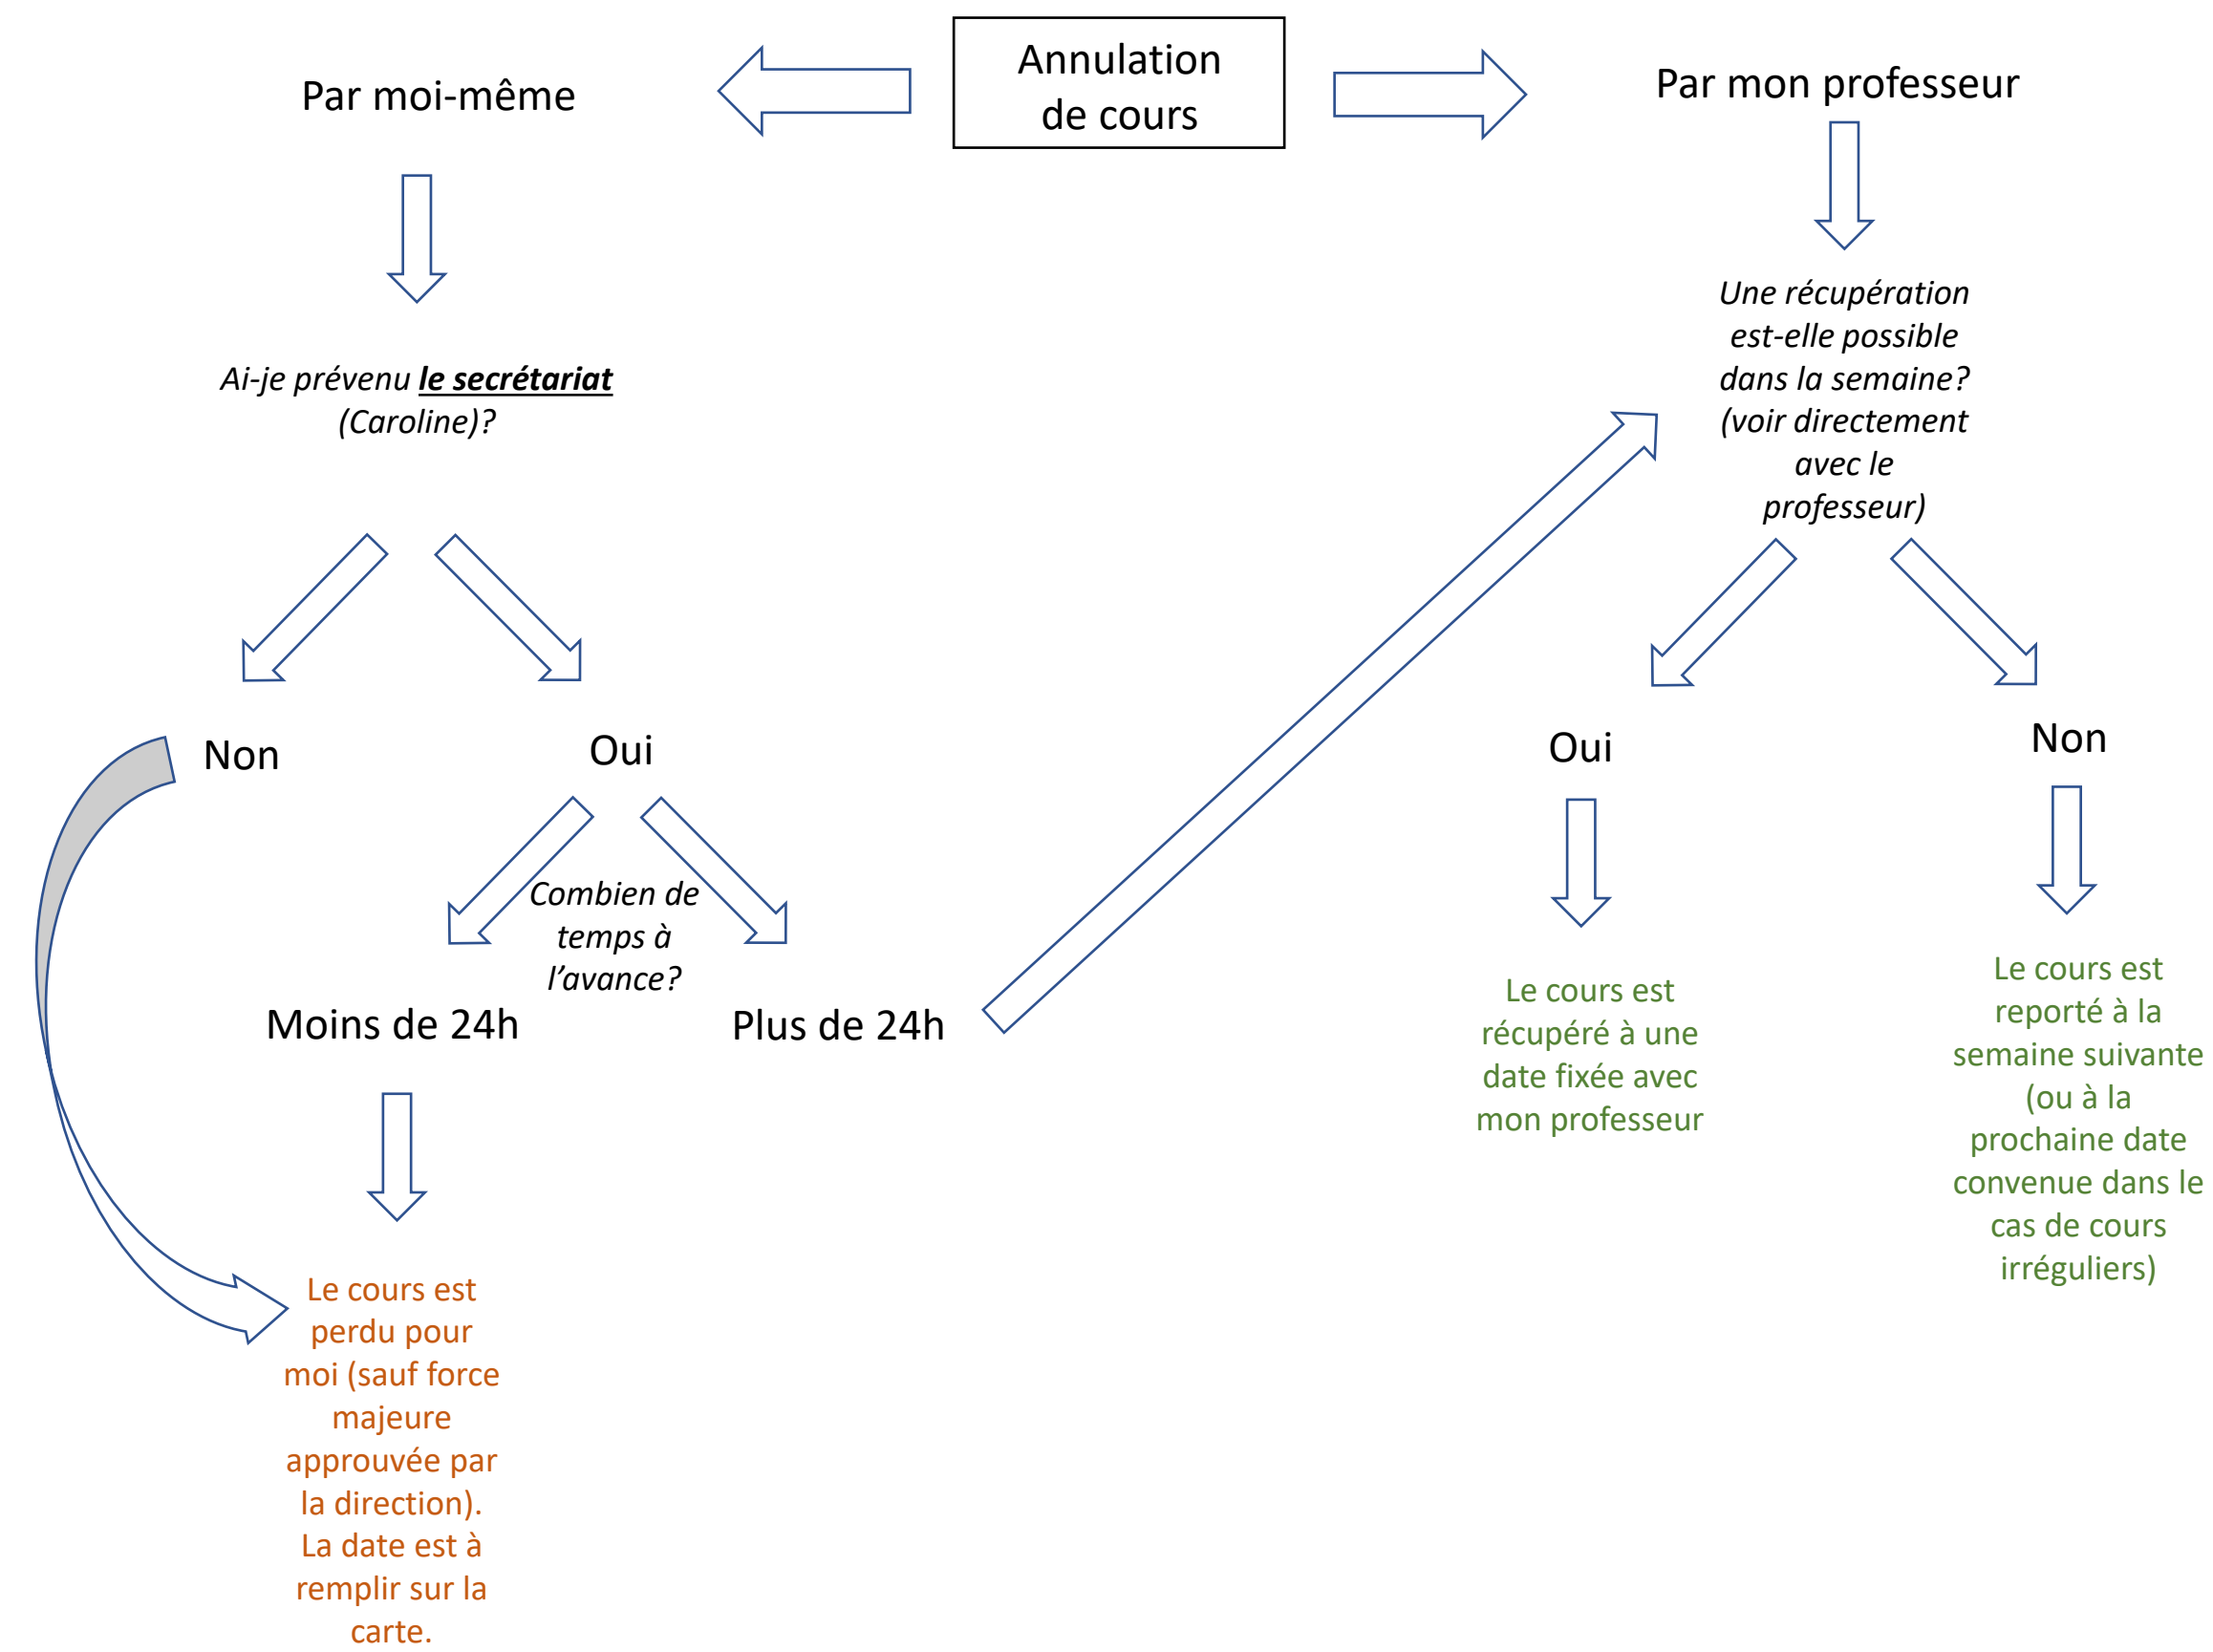 Annulation
de cours
Par moi-même
Par mon professeur
Ai-je prévenu le secrétariat
(Caroline)?
Une récupération
est-elle possible
dans la semaine?
(voir directement
avec le
professeur)
Non
Oui
Oui
Non
Combien de
temps à
l’avance?
Moins de 24h
Plus de 24h
Le cours est
récupéré à une
date fixée avec
mon professeur
Le cours est
reporté à la
semaine suivante
(ou à la
prochaine date
convenue dans le
cas de cours
irréguliers)
Le cours est
perdu pour
moi (sauf force
majeure
approuvée par
la direction).
La date est à
remplir sur la
carte.